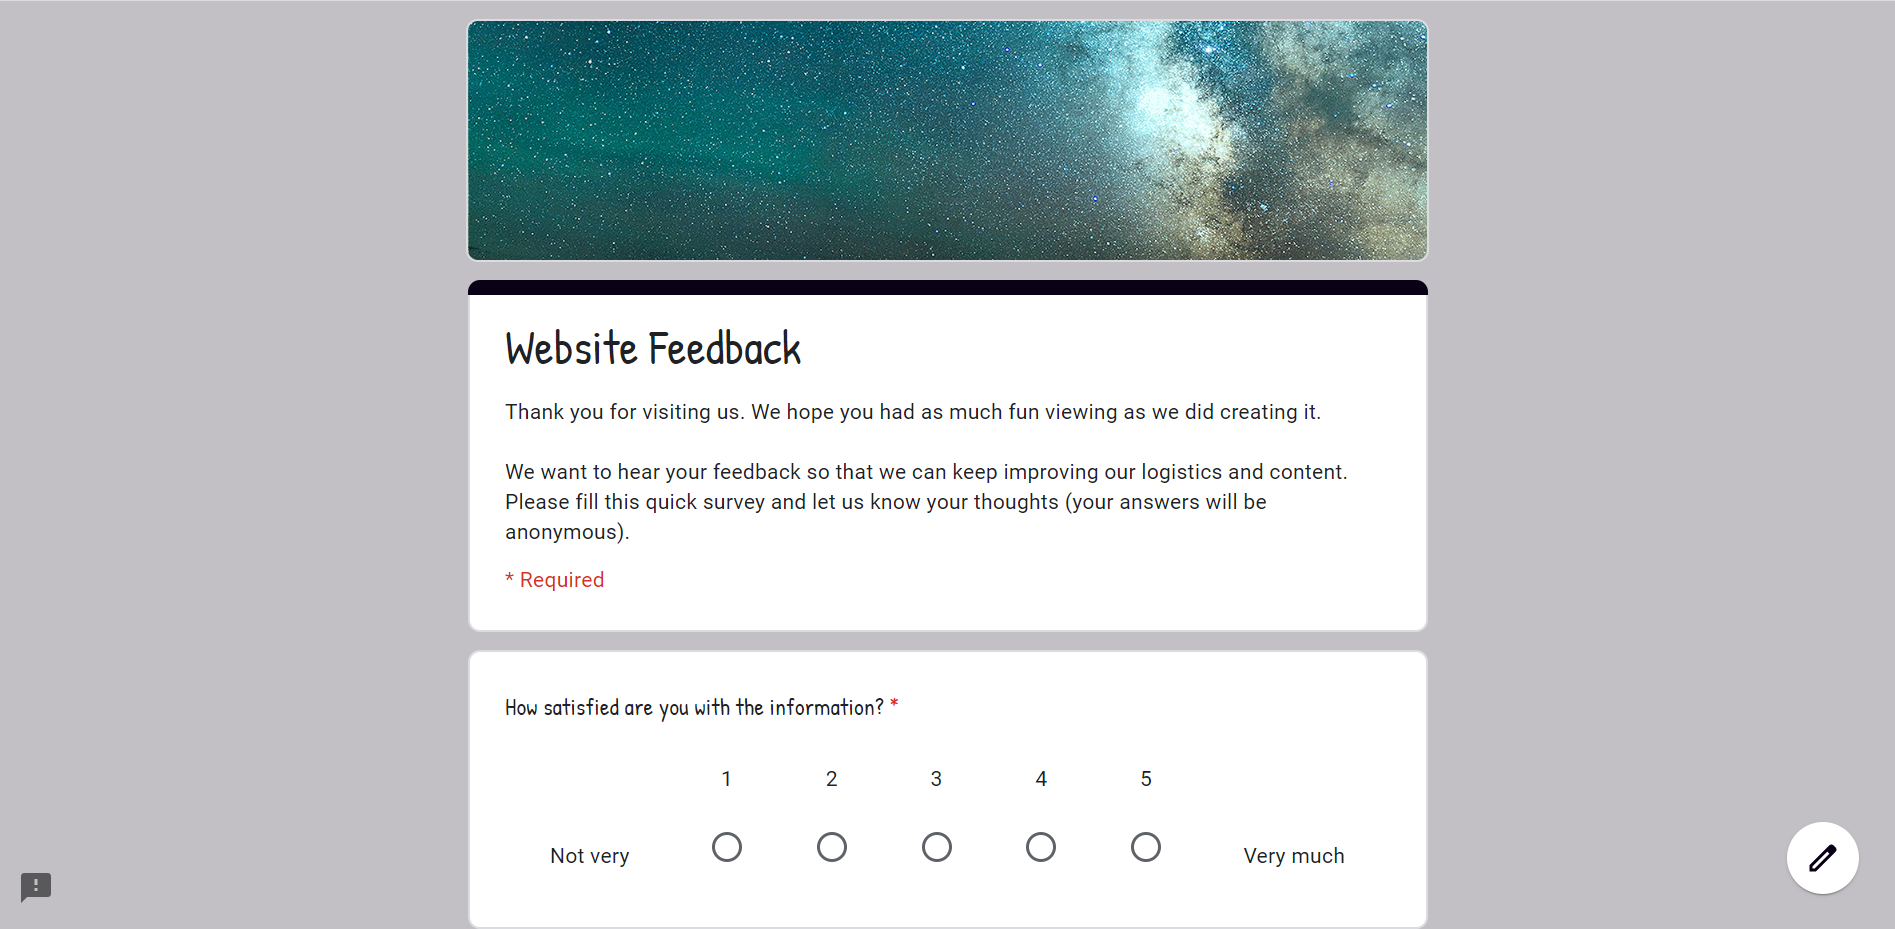 Website Feedback
Thank you for visiting us. We hope you had as much fun viewing as we did creating it.
We want to hear your feedback so that we can keep improving our logistics and content.
Please fill this quick survey and let us know your thoughts (your answers will be
anonymous).
* Required
How satisfied are you with the information? *
1 2 3 4 5
Not very Very much